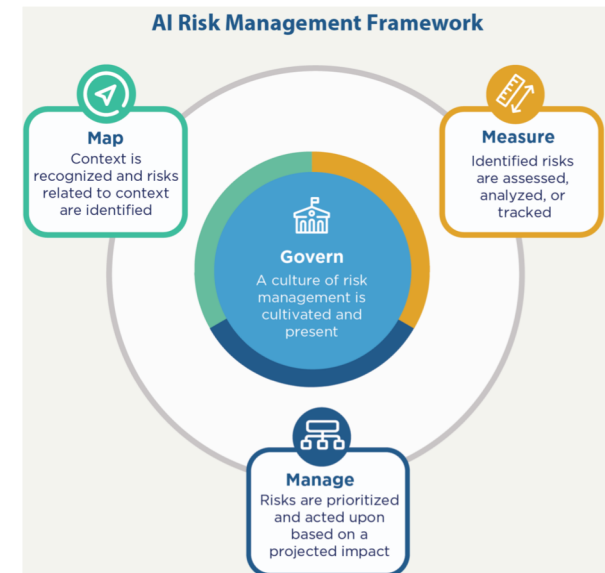 AI Risk Management Framework
Map
Context is
recognized and risks
related to context
are identified
Measure
Identified risks
are assessed,
analyzed, or
tracked
Govern
A culture of risk
management is
cultivated and
present
Manage
Risks are prioritized
and acted upon
based on a
projected impact